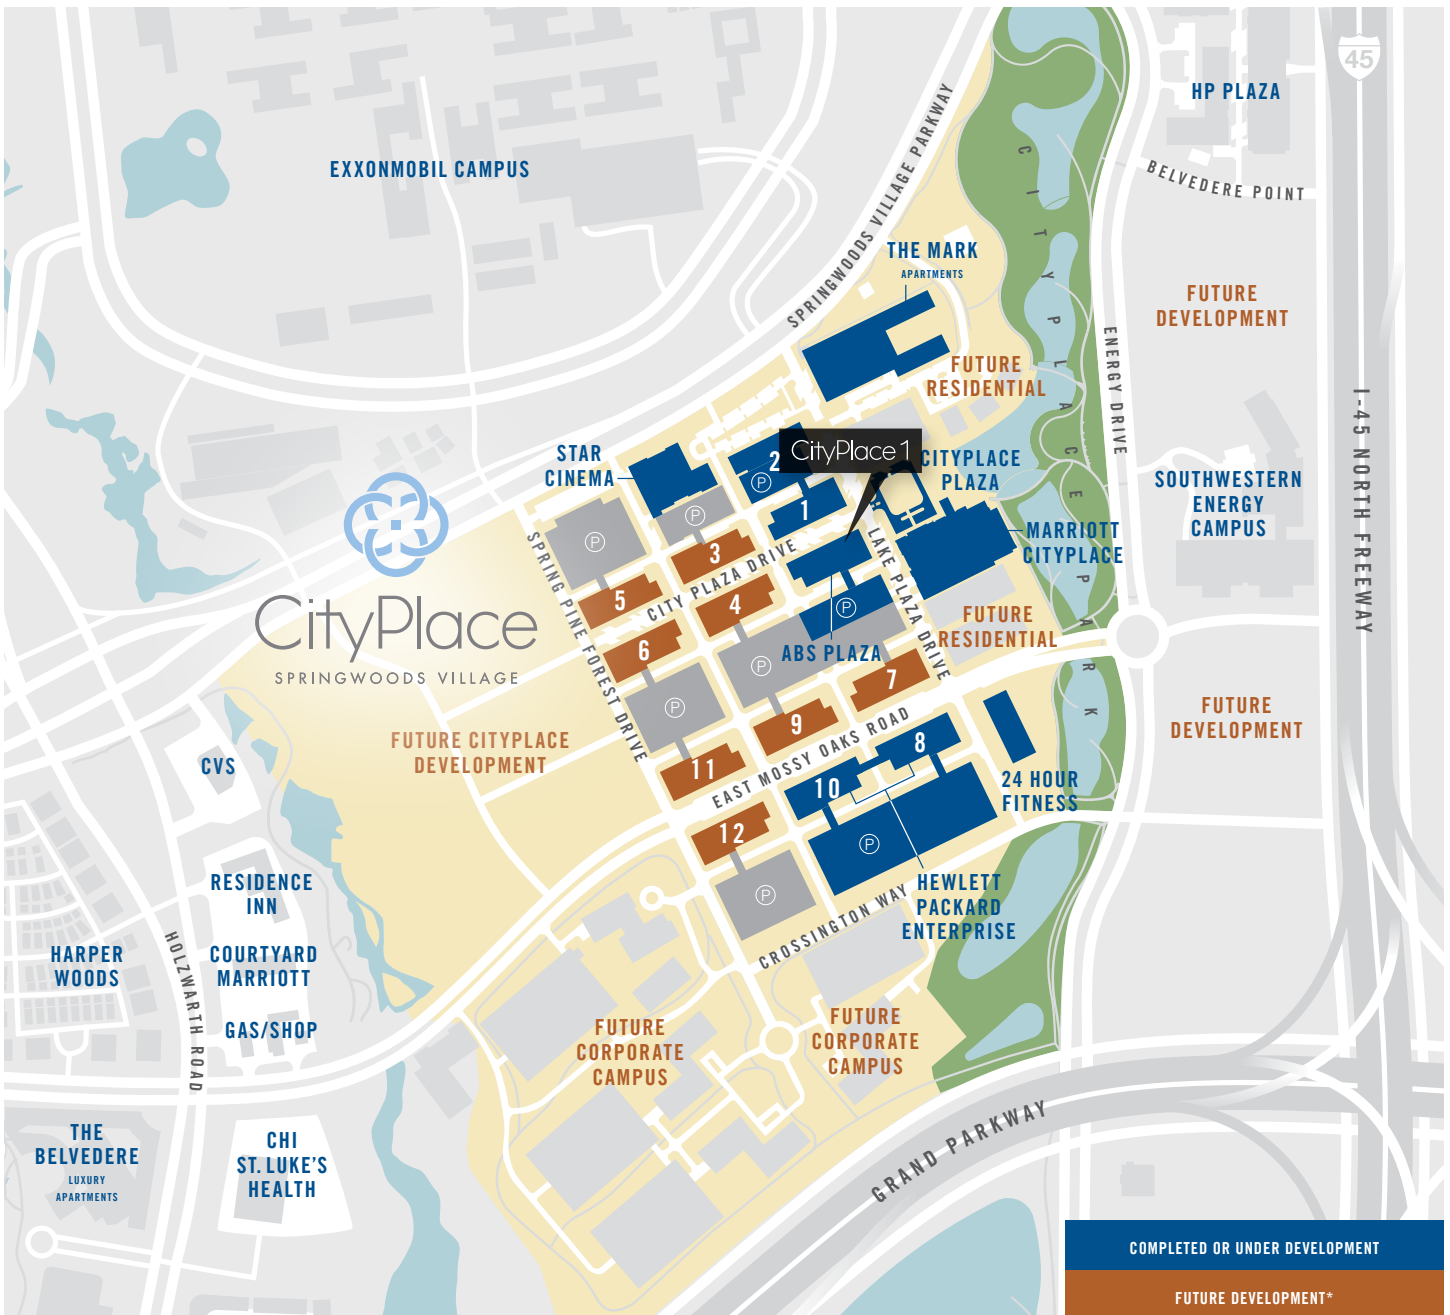 45
HP PLAZA
EXXONMOBIL CAMPUS
SPRINGWOODS VILLAGE PARKWAY
CITYPLACE PARK
BELVEDERE POINT
THE MARK
APARTMENTS
FUTURE
DEVELOPMENT
ENERGY DRIVE
FUTURE
RESIDENTIAL
I-45 NORTH FREEWAY
STAR
CINEMA
2
P
CityPlace 1
CITYPLACE
PLAZA
SOUTHWESTERN
ENERGY
CAMPUS
1
P
P
MARRIOTT
CITYPLACE
3
CITY PLAZA DRIVE
LAKE PLAZA DRIVE
SPRING PINE FOREST DRIVE
5
4
P
CityPlace
SPRINGWOODS VILLAGE
6
P
ABS PLAZA
FUTURE
RESIDENTIAL
7
P
9
EAST MOSSY OAKS ROAD
8
FUTURE
DEVELOPMENT
FUTURE CITYPLACE
DEVELOPMENT
CVS
11
10
24 HOUR
FITNESS
12
P
P
CROSSINGTON WAY
HEWLETT
PACKARD
ENTERPRISE
RESIDENCE
INN
HARPER
WOODS
HOLZWARTH ROAD
COURTYARD
MARRIOTT
GAS/SHOP
FUTURE
CORPORATE
CAMPUS
FUTURE
CORPORATE
CAMPUS
GRAND PARKWAY
THE
BELVEDERE
LUXURY
APARTMENTS
CHI
ST. LUKE'S
HEALTH
COMPLETED OR UNDER DEVELOPMENT
FUTURE DEVELOPMENT*